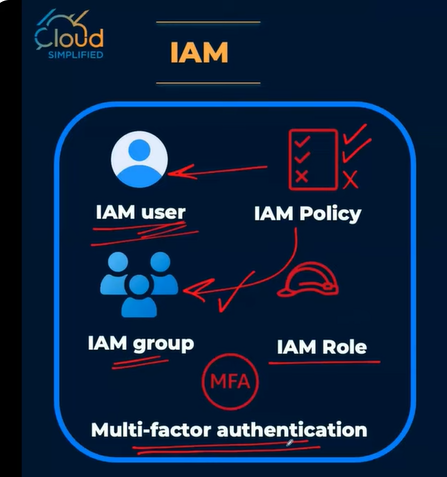 Cloud
SIMPLIFIED
IAM
IAM user
IAM Policy
IAM group
IAM Role
MFA
Multi-factor authentication